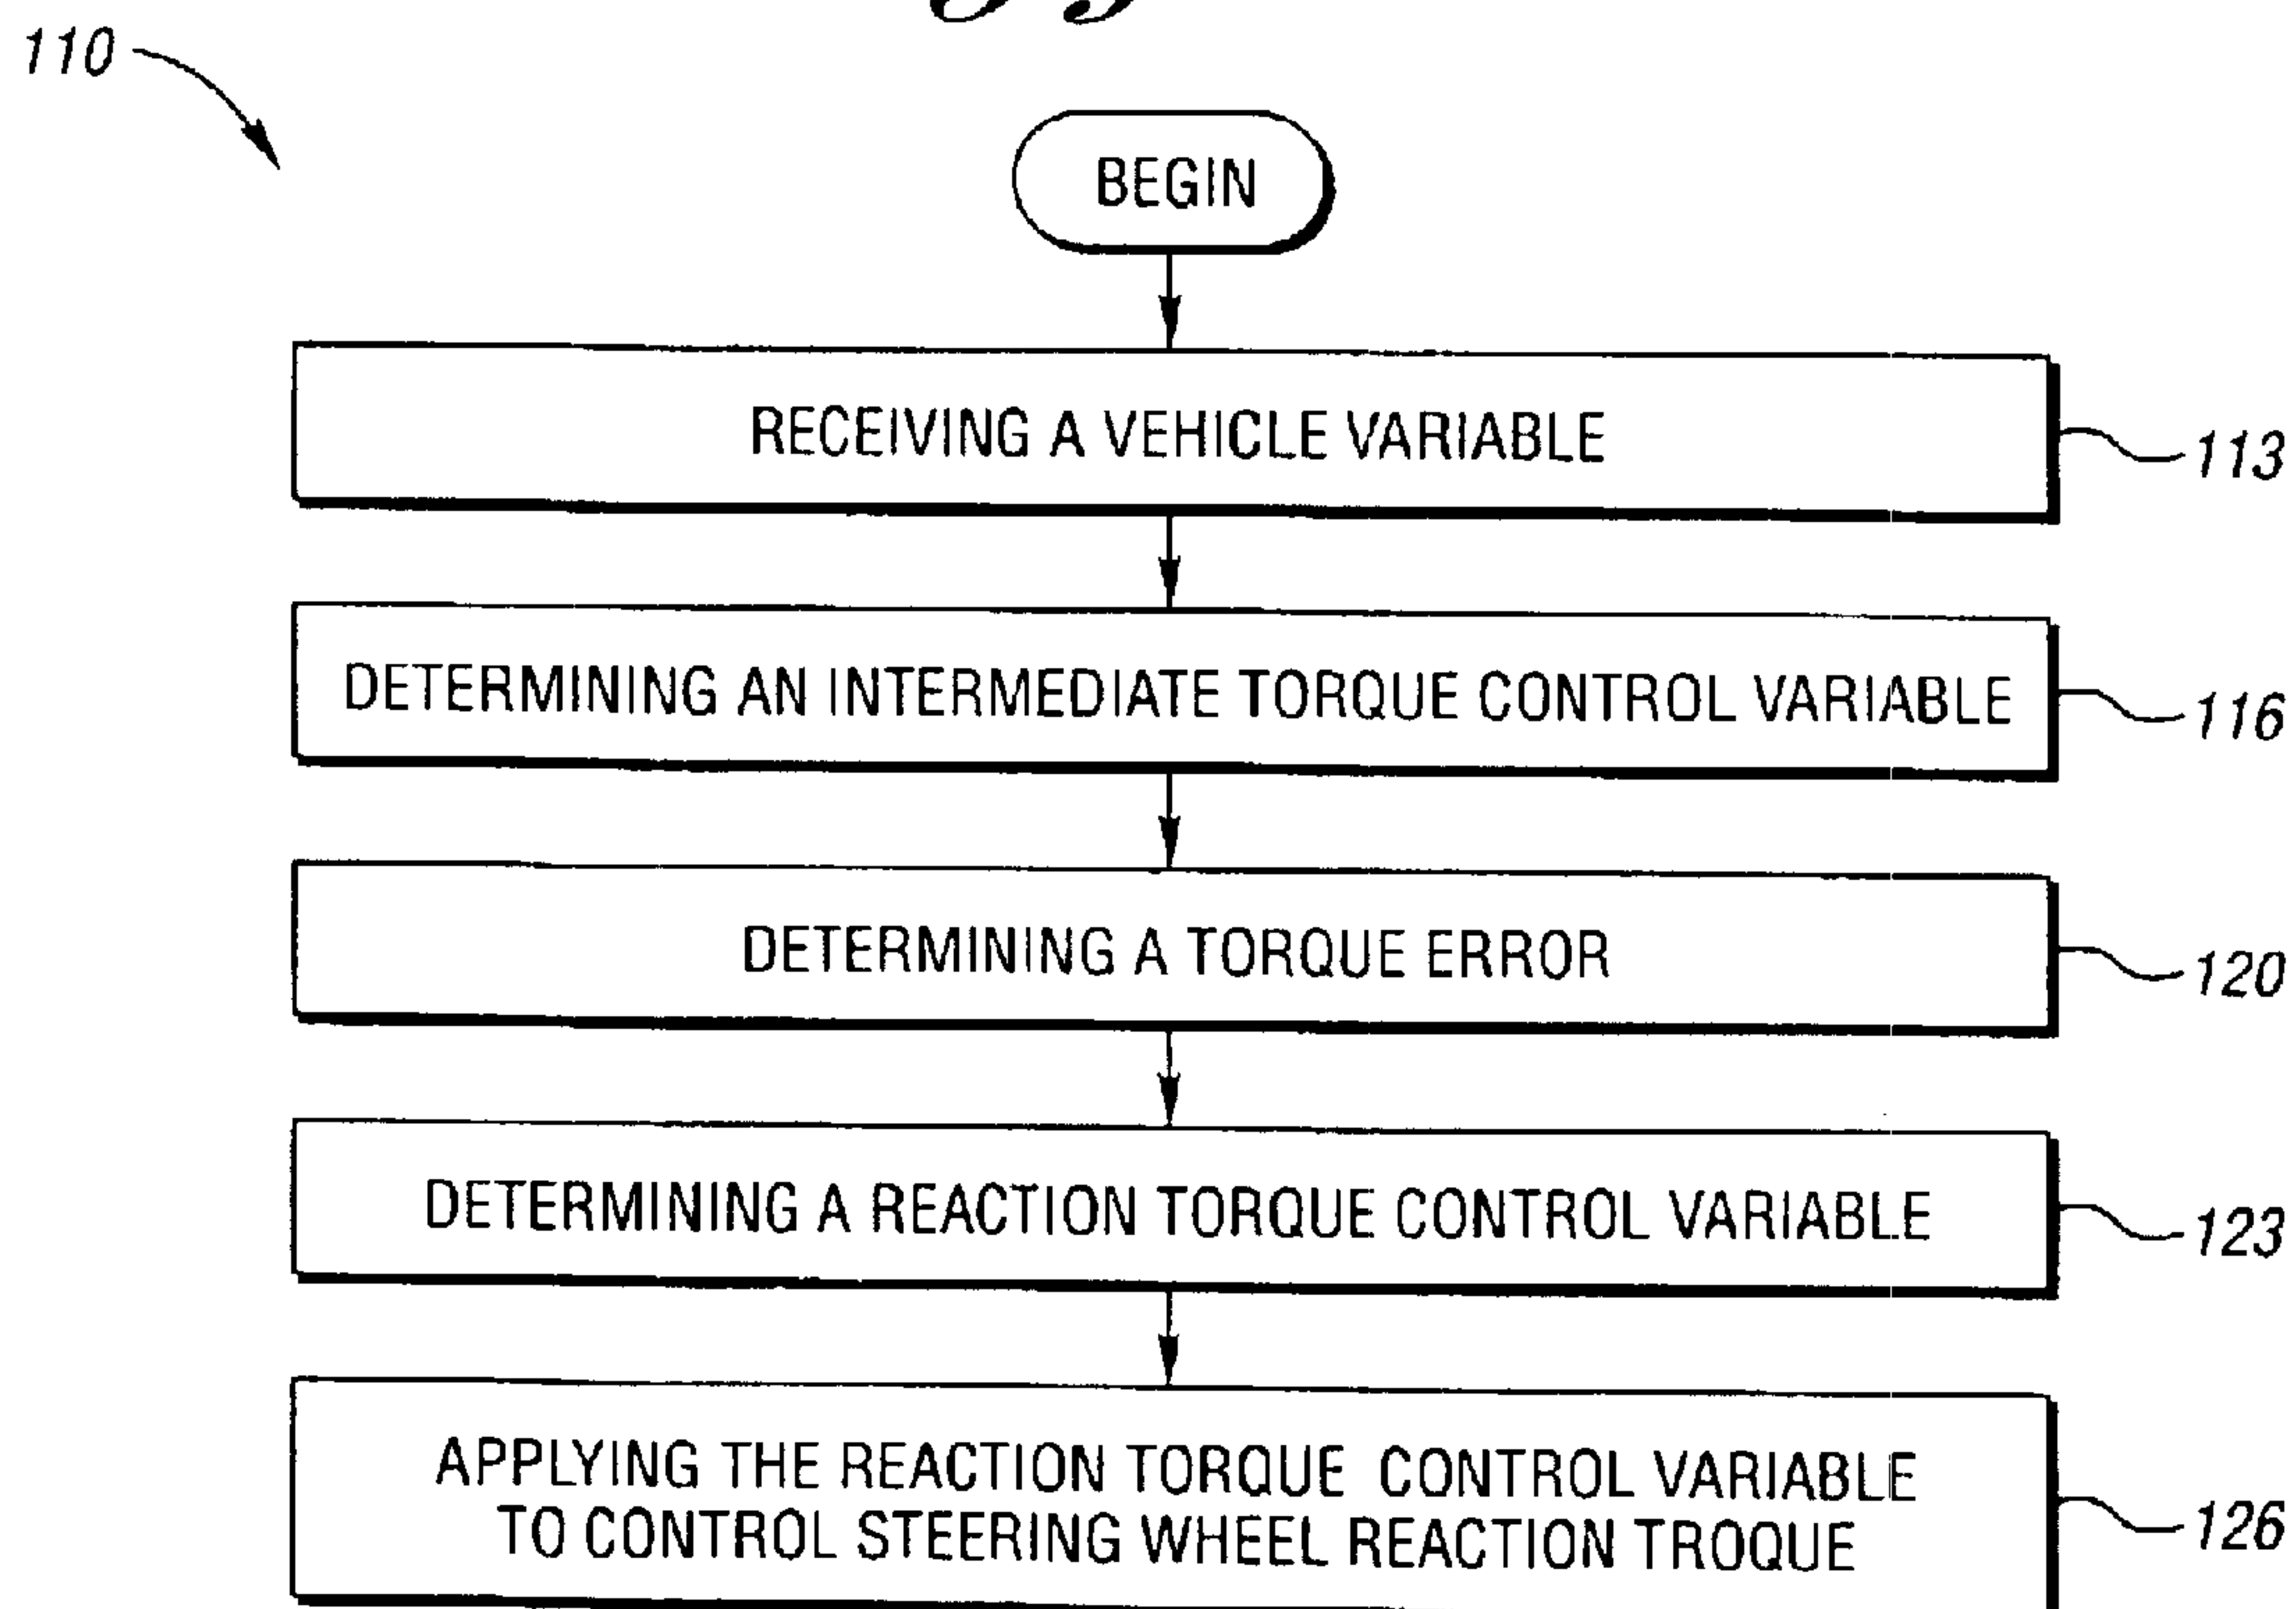 110
BEGIN
RECEIVING A VEHICLE VARIABLE
113
DETERMINING AN INTERMEDIATE TORQUE CONTROL VARIABLE
116
DETERMINING A TORQUE ERROR
120
DETERMINING A REACTION TORQUE CONTROL VARIABLE
123
APPLYING THE REACTION TORQUE CONTROL VARIABLE
TO CONTROL STEERING WHEEL REACTION TROQUE
126